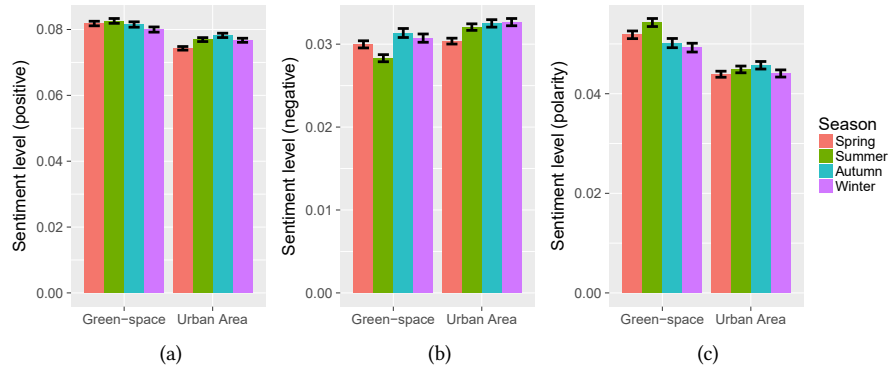 Sentiment level (positive)
0.08
0.06
0.04
0.02
0.00
Green−space
Urban Area
(a)
Sentiment level (negative)
0.03
0.02
0.01
0.00
Green−space
Urban Area
(b)
Sentiment level (polarity)
0.04
0.02
0.00
Green−space
Urban Area
(c)
Season
Spring
Summer
Autumn
Winter